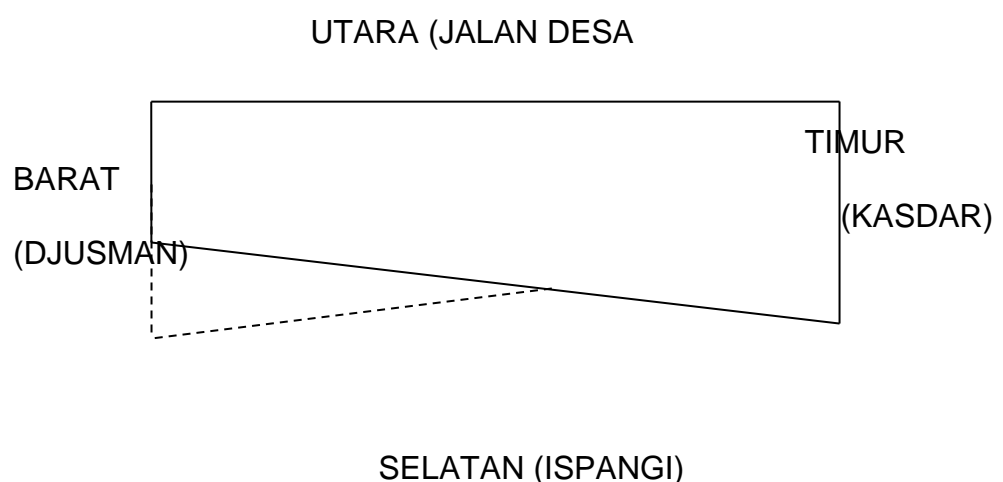 UTARA (JALAN DESA
TIMUR
BARAT
(KASDAR)
(DJUSMAN)
SELATAN (ISPANGI)